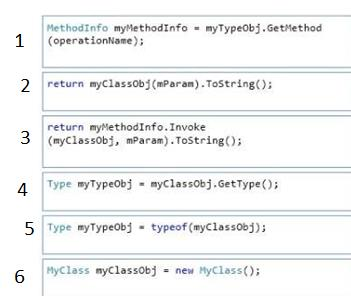 1
MethodInfo myMethodInfo = myTypeObj.GetMethod
(operationName);
2
return myClassObj(mParam).ToString();
3
return myMethodInfo.Invoke
(myClassObj, mParam).ToString();
4
Type myTypeObj = myClassObj.GetType();
5
Type myTypeObj = typeof(myClassObj);
6
MyClass myClassObj = new MyClass();